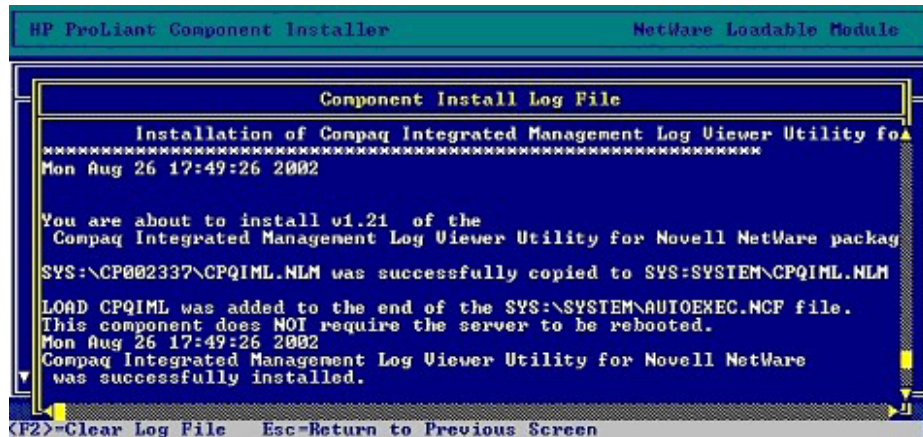 HP ProLiant Component Installer NetWare Loadable Module
Component Install Log File
Installation of Compaq Integrated Management Log Viewer Utility fo
*****************************************************************
Mon Aug 26 17:49:26 2002
You are about to install v1.21 of the
Compaq Integrated Management Log Viewer Utility for Novell NetWare packag
SYS:\CP002337\CPQIML.NLM was successfully copied to SYS:SYSTEM\CPQIML.NLM
LOAD CPQIML was added to the end of the SYS:\SYSTEM\AUTOEXEC.NCF file.
This component does NOT require the server to be rebooted.
Mon Aug 26 17:49:26 2002
Compaq Integrated Management Log Viewer Utility for Novell NetWare
was successfully installed.
<F2>=Clear Log File Esc=Return to Previous Screen